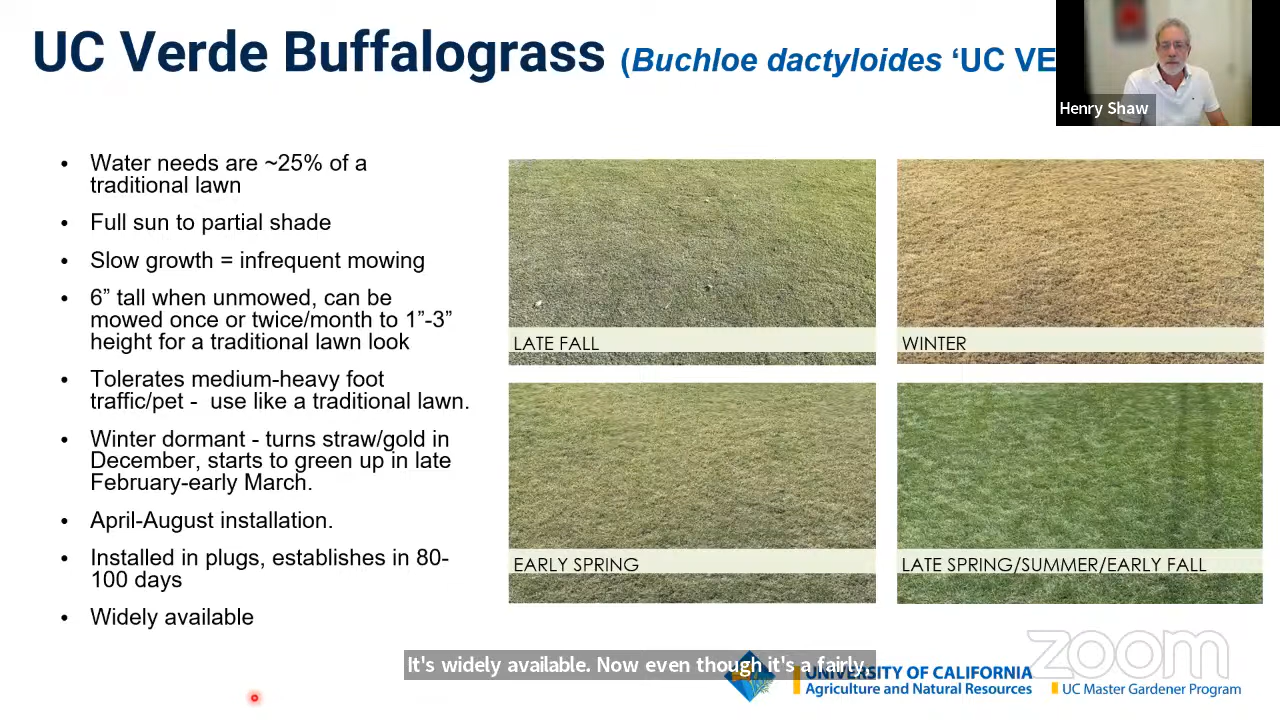 UC Verde Buffalograss (Buchloe dactyloides ‘UC VE
Henry Shaw
• Water needs are ~25% of a
traditional lawn
• Full sun to partial shade
• Slow growth = infrequent mowing
• 6” tall when unmowed, can be
mowed once or twice/month to 1”-3”
height for a traditional lawn look
• Tolerates medium-heavy foot
traffic/pet - use like a traditional lawn.
• Winter dormant - turns straw/gold in
December, starts to green up in late
February-early March.
• April-August installation.
• Installed in plugs, establishes in 80-
100 days
• Widely available
LATE FALL
WINTER
EARLY SPRING
LATE SPRING/SUMMER/EARLY FALL
zoom
It's widely available. Now even though it's a fairly,
UNIVERSITY OF CALIFORNIA
Agriculture and Natural Resources
UC Master Gardener Program